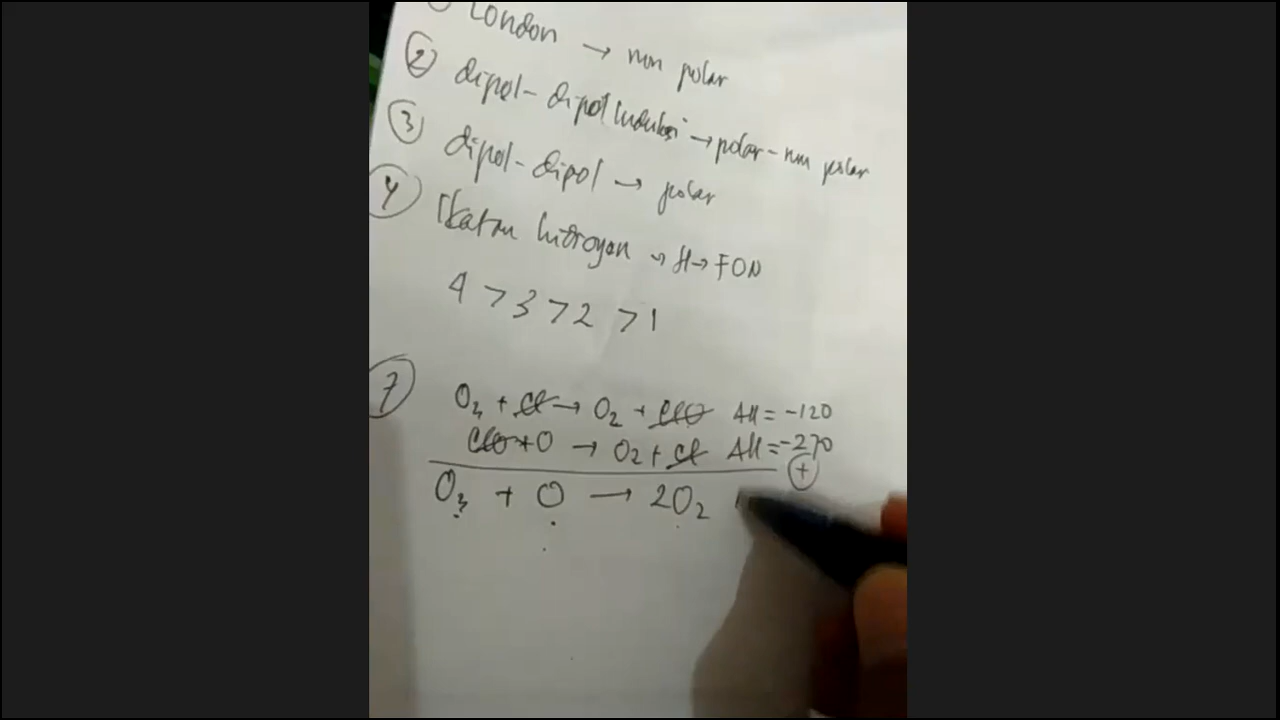 ① London → non polar
② dipol - dipol Induksi → polar - non polar
③ dipol - dipol → polar
④ Ikatan hidrogen → H → FON
4 > 3 > 2 > 1
⑦ O3 + Cl → O2 + ClO ΔH = -120
ClO + O → O2 + Cl ΔH = -270
+
O3 + O → 2O2